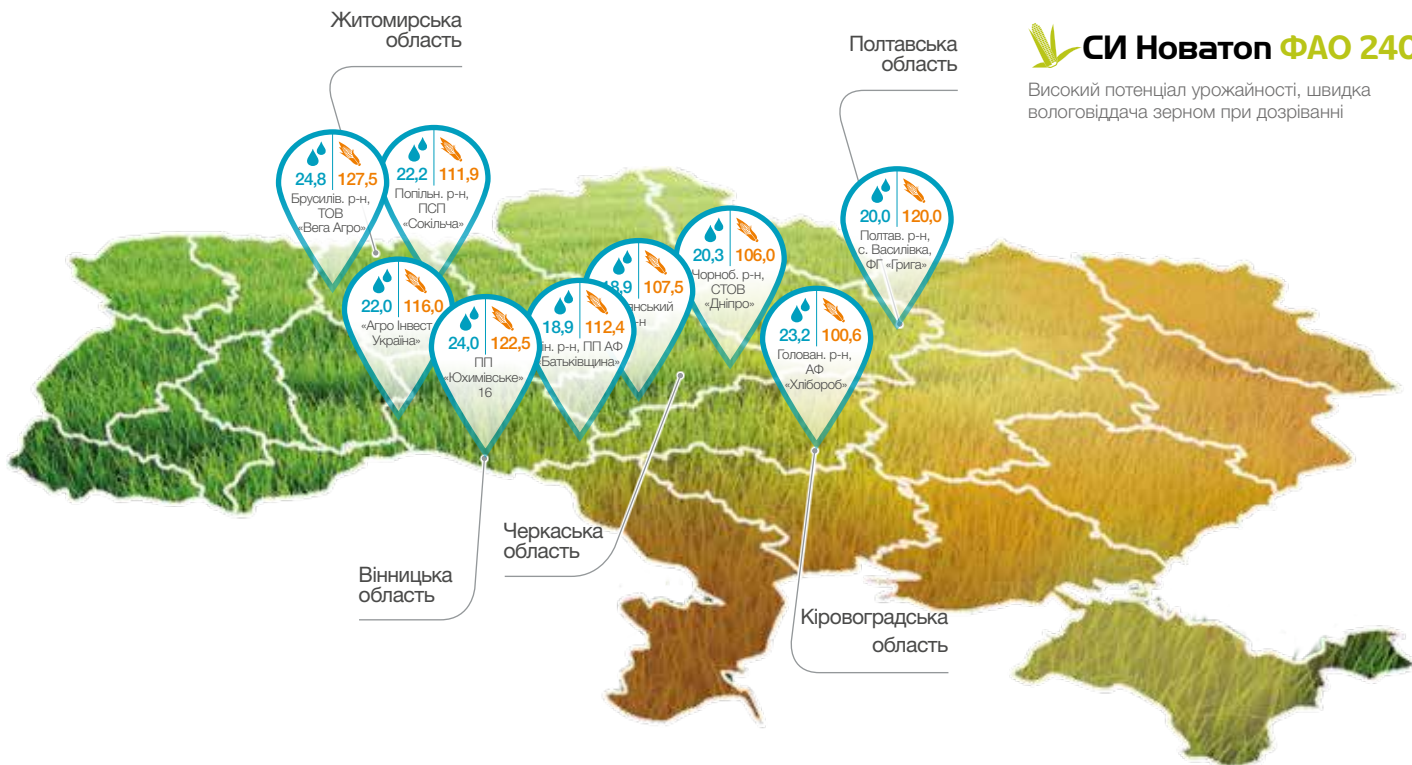 Житомирська
область
Полтавська
область
СИ Новатоп ФАО 240
Високий потенціал урожайності, швидка
вологовіддача зерном при дозріванні
24,8 127,5
Брусилів. р-н,
ТОВ
«Вега Агро»
22,2 111,9
Попільн. р-н,
ПСП
«Сокільча»
20,0 120,0
Полтав. р-н,
с. Василівка,
ФГ «Грига»
20,3 106,0
Чорноб. р-н,
СТОВ
«Дніпро»
107,5
22,0 116,0
«Агро Інвест
Україна»
24,0 122,5
ПП
«Юхимівське»
16
18,9 112,4
р-н, ПП АФ
«Батьківщина»
23,2 100,6
Голован. р-н,
АФ
«Хлібороб»
Черкаська
область
Вінницька
область
Кіровоградська
область